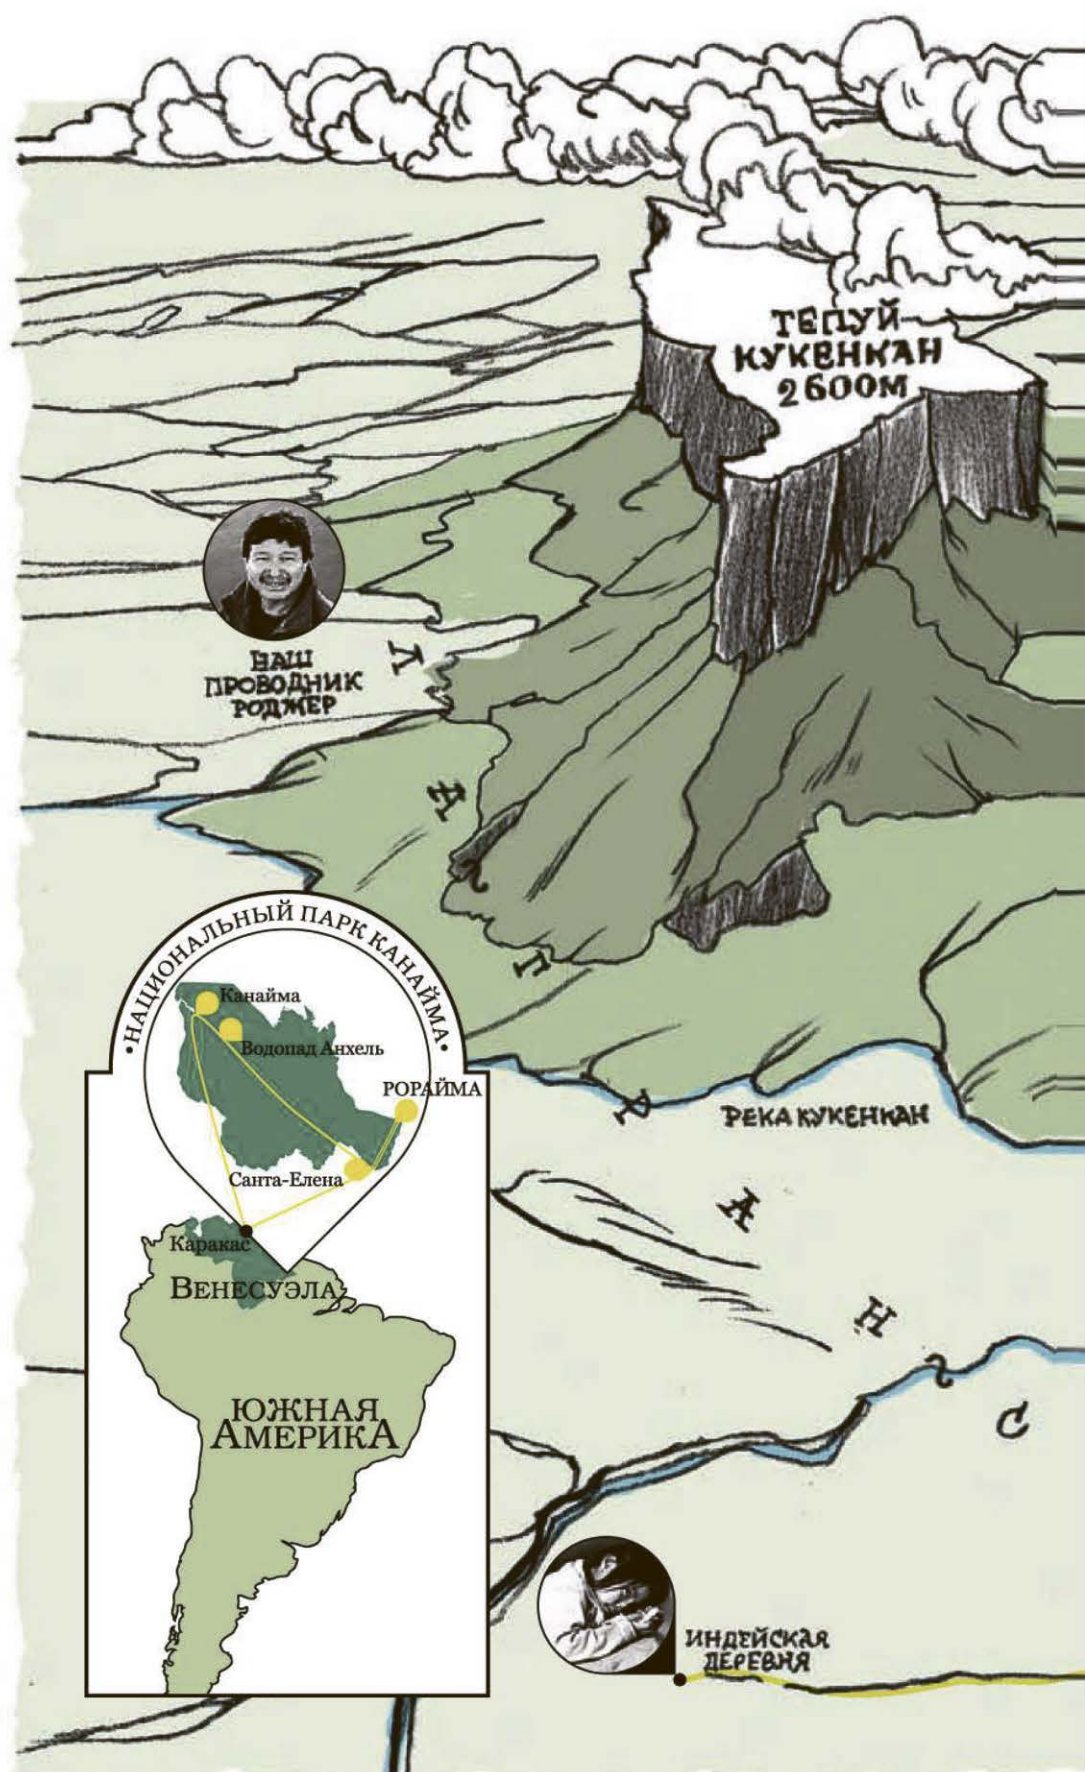 ТЕПУЙ-
КУКЕНКАН
2600М
НАШ
ПРОВОДНИК
РОДЖЕР
Л А Г Р А Н С
•НАЦИОНАЛЬНЫЙ ПАРК КАНАЙМА•
Канайма
Водопад Анхель
РОРАЙМА
Санта-Елена
РЕКА КУКЕНКАН
Каракас
ВЕНЕСУЭЛА
ЮЖНАЯ
АМЕРИКА
ИНДЕЙСКАЯ
ДЕРЕВНЯ